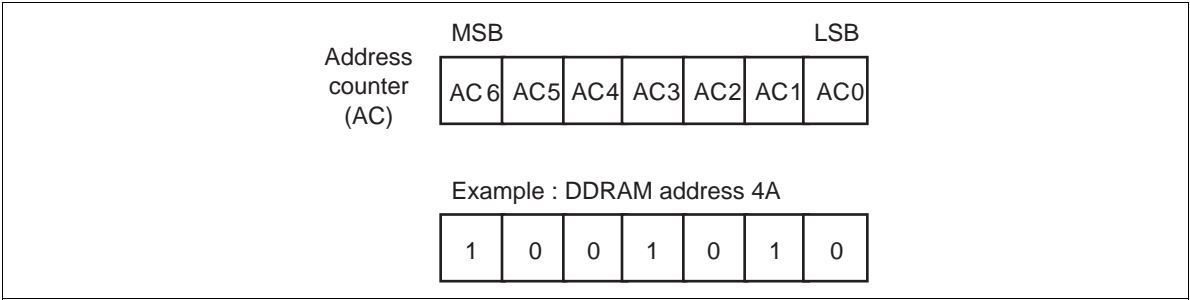 MSB LSB
Address
counter
(AC)
AC 6 AC5 AC4 AC3 AC2 AC1 AC0
Example : DDRAM address 4A
1 0 0 1 0 1 0